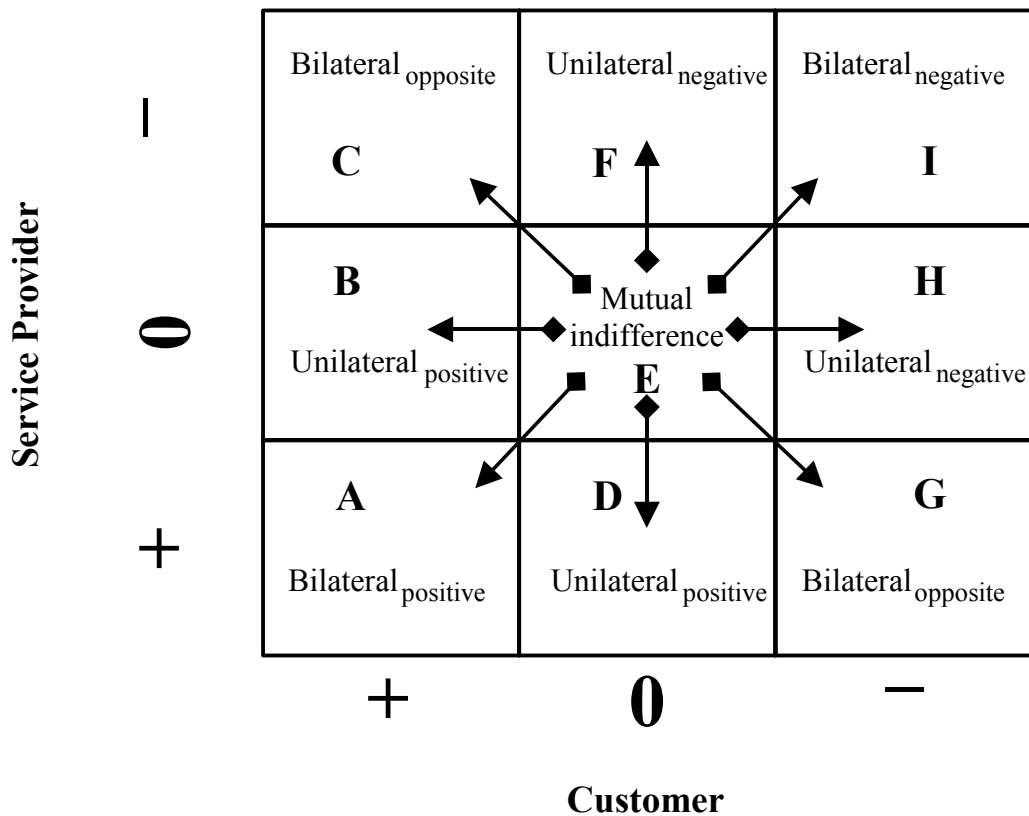 Bilateral opposite
Unilateral negative
Bilateral negative
–
C
F
I
Service Provider
B
H
Mutual
indifference
0
Unilateral positive
E
Unilateral negative
A
D
G
+
Bilateral positive
Unilateral positive
Bilateral opposite
+
0
–
Customer